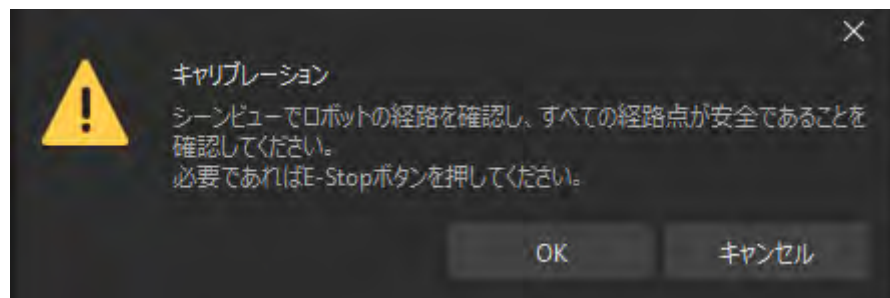 キャリブレーション
シーンビューでロボットの経路を確認し、すべての経路点が安全であることを
確認してください。
必要であればE-Stopボタンを押してください。
OK キャンセル